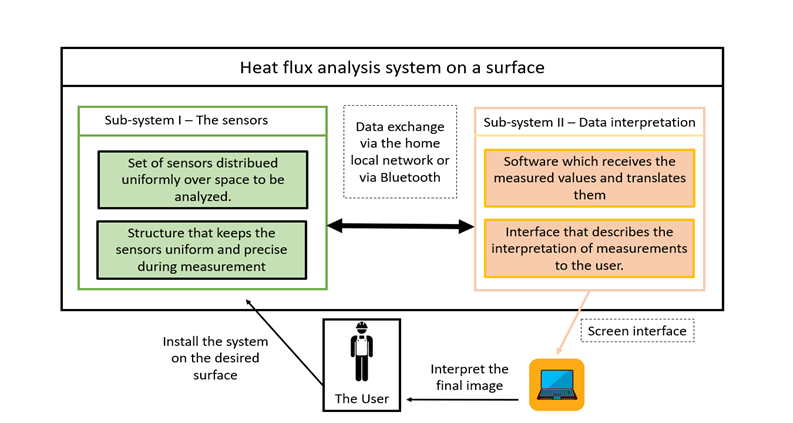 Heat flux analysis system on a surface
Sub-system I – The sensors
Set of sensors distribued
uniformly over space to be
analyzed.
Structure that keeps the
sensors uniform and precise
during measurement
Data exchange
via the home
local network or
via Bluetooth
Sub-system II – Data interpretation
Software which receives the
measured values and translates
them
Interface that describes the
interpretation of measurements
to the user.
Screen interface
Install the system
on the desired
surface
The User
Interpret the
final image